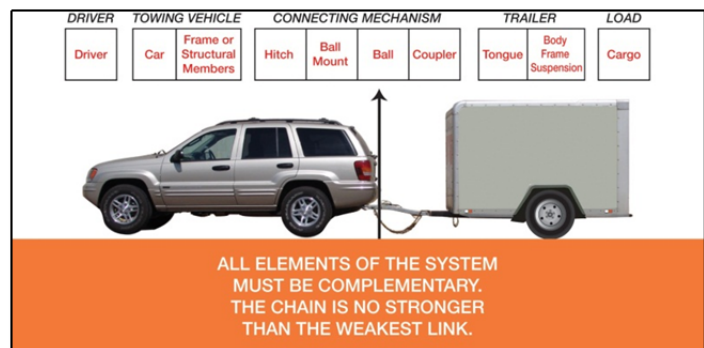 DRIVER TOWING VEHICLE CONNECTING MECHANISM TRAILER LOAD
Driver Car Frame or Structural Members Hitch Ball Mount Ball Coupler Tongue Body Frame Suspension Cargo
ALL ELEMENTS OF THE SYSTEM
MUST BE COMPLEMENTARY.
THE CHAIN IS NO STRONGER
THAN THE WEAKEST LINK.